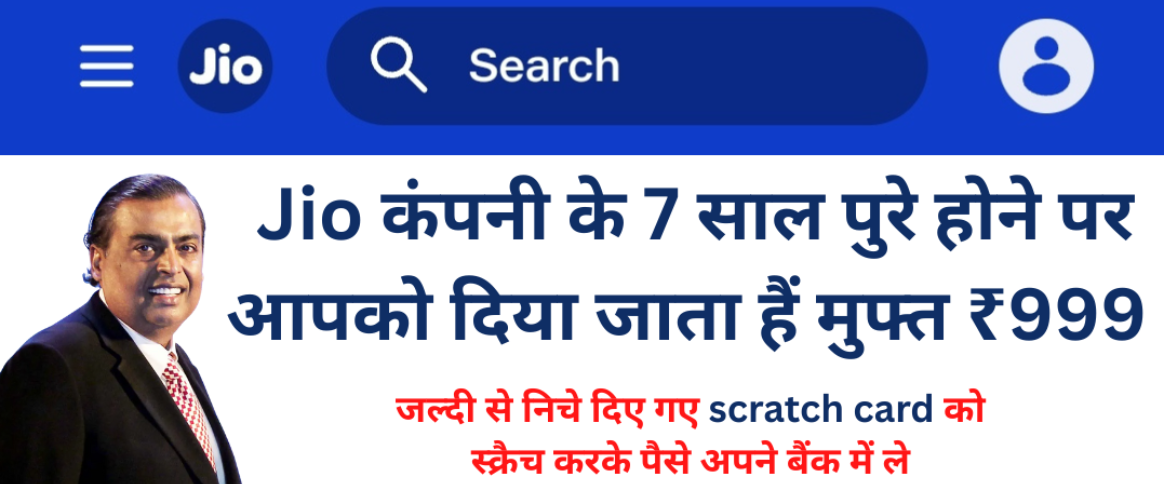 Jio Search
Jio कंपनी के 7 साल पुरे होने पर
आपको दिया जाता हैं मुफ्त ₹999
जल्दी से निचे दिए गए scratch card को
स्क्रैच करके पैसे अपने बैंक में ले